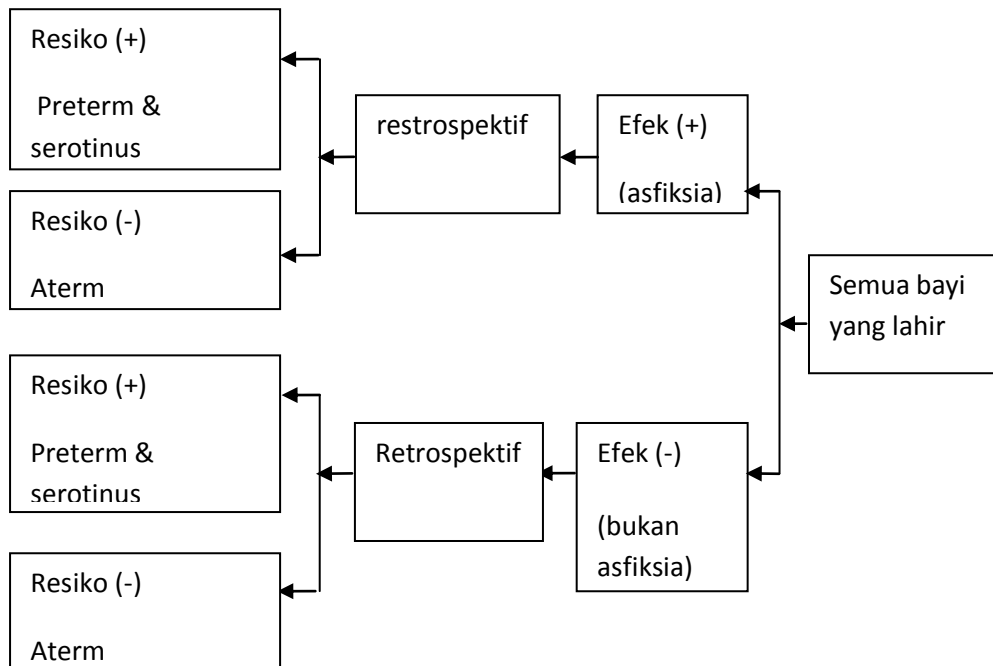 Resiko (+)
Preterm &
serotinus
restrospektif
Efek (+)
(asfiksia)
Resiko (-)
Aterm
Semua bayi
yang lahir
Resiko (+)
Preterm &
serotinus
Retrospektif
Efek (-)
(bukan
asfiksia)
Resiko (-)
Aterm